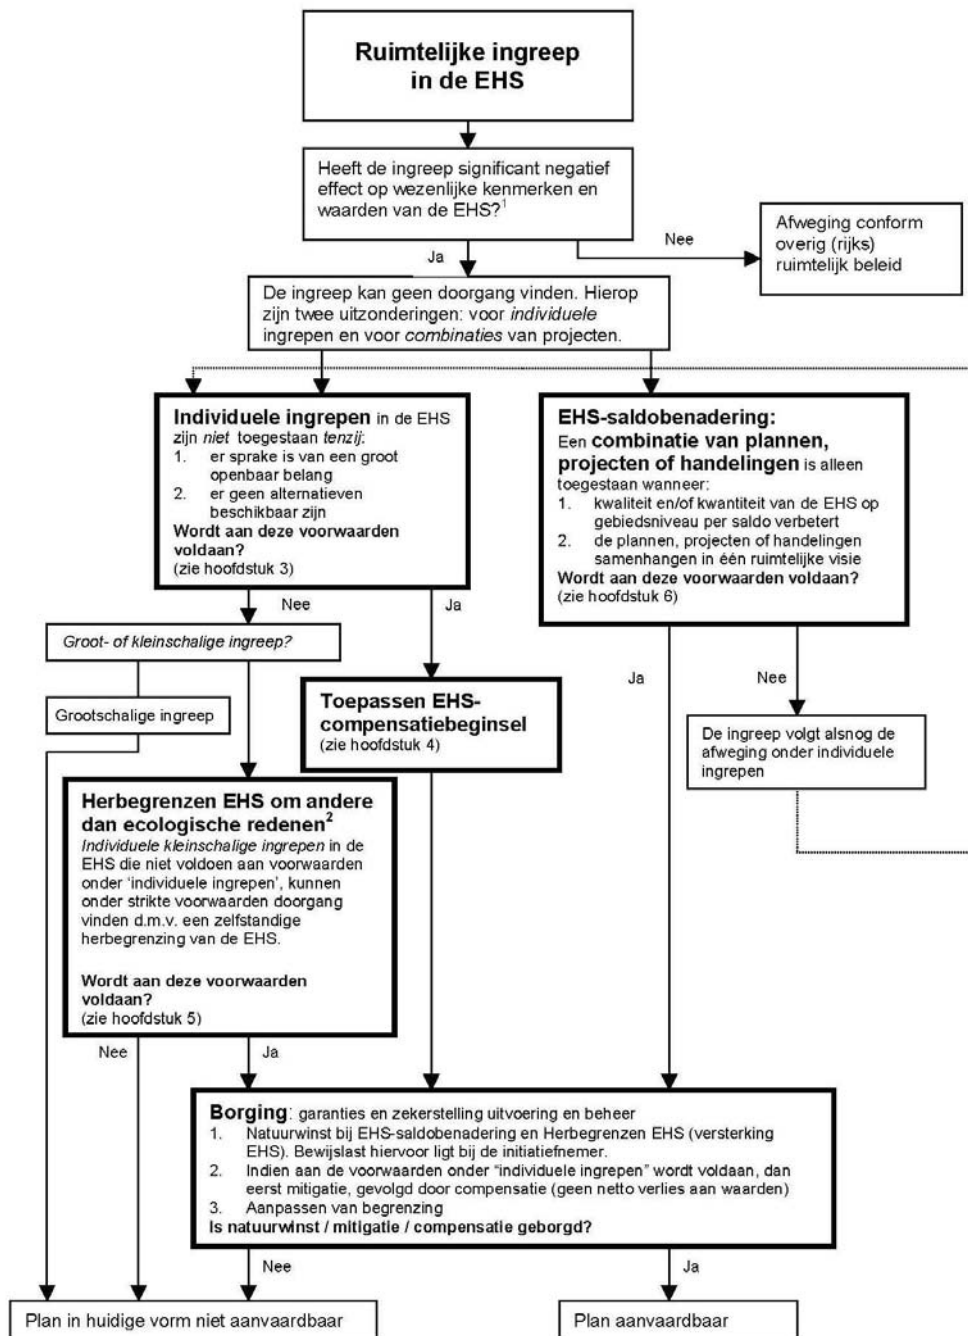 Ruimtelijke ingreep
in de EHS
Heeft de ingreep significant negatief
effect op wezenlijke kenmerken en
waarden van de EHS?¹
Nee
Ja
Afweging conform
overig (rijks)
ruimtelijk beleid
De ingreep kan geen doorgang vinden. Hierop
zijn twee uitzonderingen: voor individuele
ingrepen en voor combinaties van projecten.
Individuele ingrepen in de EHS
zijn niet toegestaan tenzij:
1. er sprake is van een groot
openbaar belang
2. er geen alternatieven
beschikbaar zijn
Wordt aan deze voorwaarden
voldaan?
(zie hoofdstuk 3)
EHS-saldobenadering:
Een combinatie van plannen,
projecten of handelingen is alleen
toegestaan wanneer:
1. kwaliteit en/of kwantiteit van de EHS op
gebiedsniveau per saldo verbetert
2. de plannen, projecten of handelingen
samenhangen in één ruimtelijke visie
Wordt aan deze voorwaarden voldaan?
(zie hoofdstuk 6)
Nee
Ja
Groot- of kleinschalige ingreep?
Grootschalige ingreep
Toepassen EHS-
compensatiebeginsel
(zie hoofdstuk 4)
Ja
Nee
De ingreep volgt alsnog de
afweging onder individuele
ingrepen
Herbegrenzen EHS om andere
dan ecologische redenen²
Individuele kleinschalige ingrepen in de
EHS die niet voldoen aan voorwaarden
onder ‘individuele ingrepen’, kunnen
onder strikte voorwaarden doorgang
vinden d.m.v. een zelfstandige
herbegrenzing van de EHS.
Wordt aan deze voorwaarden
voldaan?
(zie hoofdstuk 5)
Nee
Ja
Borging: garanties en zekerstelling uitvoering en beheer
1. Natuurwinst bij EHS-saldobenadering en Herbegrenzen EHS (versterking
EHS). Bewijslast hiervoor ligt bij de initiatiefnemer.
2. Indien aan de voorwaarden onder “individuele ingrepen” wordt voldaan, dan
eerst mitigatie, gevolgd door compensatie (geen netto verlies aan waarden)
3. Aanpassen van begrenzing
Is natuurwinst / mitigatie / compensatie geborgd?
Nee
Ja
Plan in huidige vorm niet aanvaardbaar
Plan aanvaardbaar